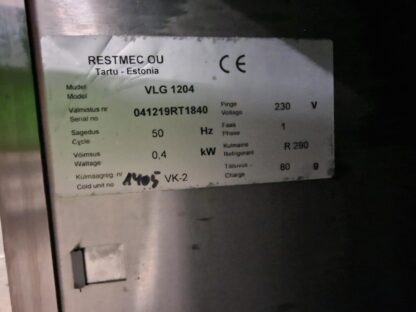 RESTMEC OU
Tartu - Estonia
CE
Mudel
Model
VLG 1204
Valmistus nr
Serial no
041219RT1840
Pinge
Voltage
230 V
Sagedus
Cycle
50 Hz
Faas
Phase
1
Võimsus
Wattage
0,4 kW
Külmaine
Refrigerant
R 290
Külmaagreg. nr
Cold unit no
1405 VK-2
Täituvus
Charge
80 g